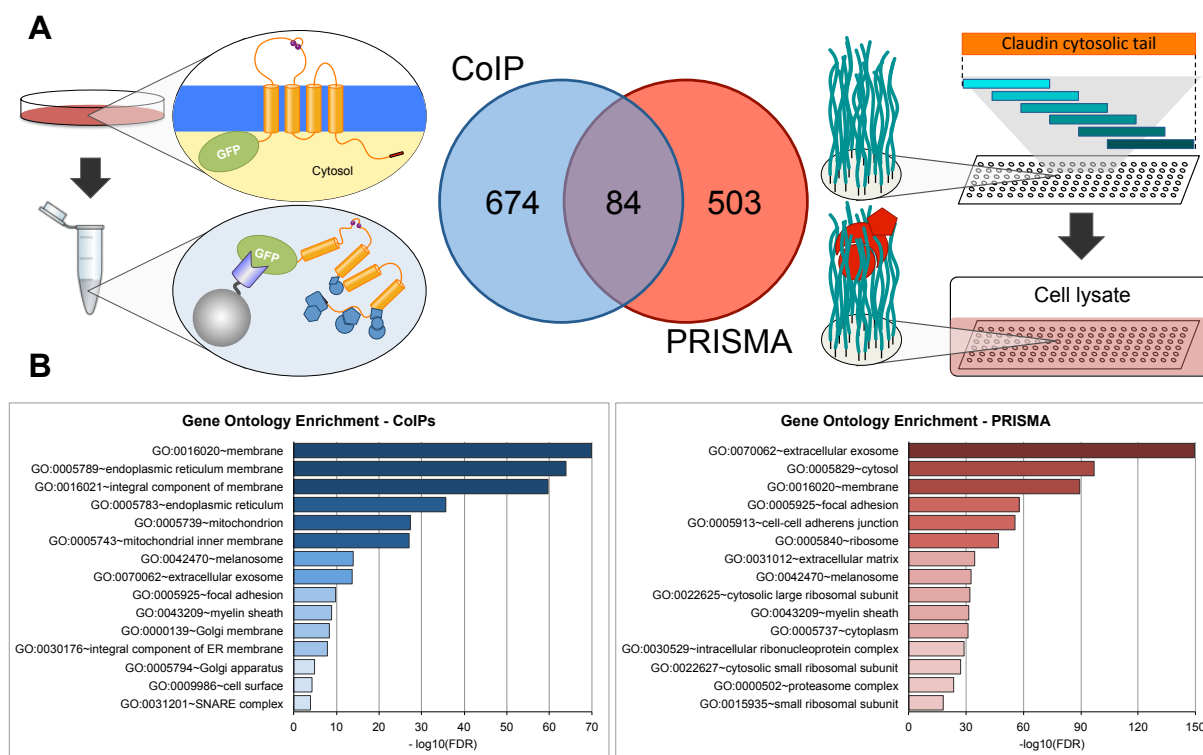 A
CoIP
674
84
503
PRISMA
GFP
Cytosol
GFP
Claudin cytosolic tail
Cell lysate
B
Gene Ontology Enrichment - CoIPs
GO:0016020~membrane
GO:0005789~endoplasmic reticulum membrane
GO:0016021~integral component of membrane
GO:0005783~endoplasmic reticulum
GO:0005739~mitochondrion
GO:0005743~mitochondrial inner membrane
GO:0042470~melanosome
GO:0070062~extracellular exosome
GO:0005925~focal adhesion
GO:0043209~myelin sheath
GO:0000139~Golgi membrane
GO:0030176~integral component of ER membrane
GO:0005794~Golgi apparatus
GO:0009986~cell surface
GO:0031201~SNARE complex
0 10 20 30 40 50 60 70
- log10(FDR)
Gene Ontology Enrichment - PRISMA
GO:0070062~extracellular exosome
GO:0005829~cytosol
GO:0016020~membrane
GO:0005925~focal adhesion
GO:0005913~cell-cell adherens junction
GO:0005840~ribosome
GO:0031012~extracellular matrix
GO:0042470~melanosome
GO:0022625~cytosolic large ribosomal subunit
GO:0043209~myelin sheath
GO:0005737~cytoplasm
GO:0030529~intracellular ribonucleoprotein complex
GO:0022627~cytosolic small ribosomal subunit
GO:0000502~proteasome complex
GO:0015935~small ribosomal subunit
0 30 60 90 120 150
-log10(FDR)